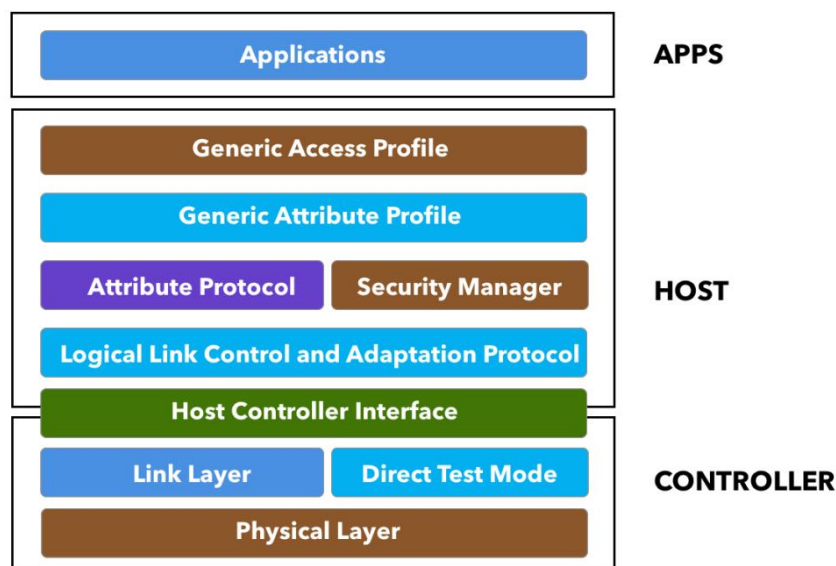 Applications
APPS
Generic Access Profile
Generic Attribute Profile
Attribute Protocol
Security Manager
HOST
Logical Link Control and Adaptation Protocol
Host Controller Interface
Link Layer
Direct Test Mode
CONTROLLER
Physical Layer